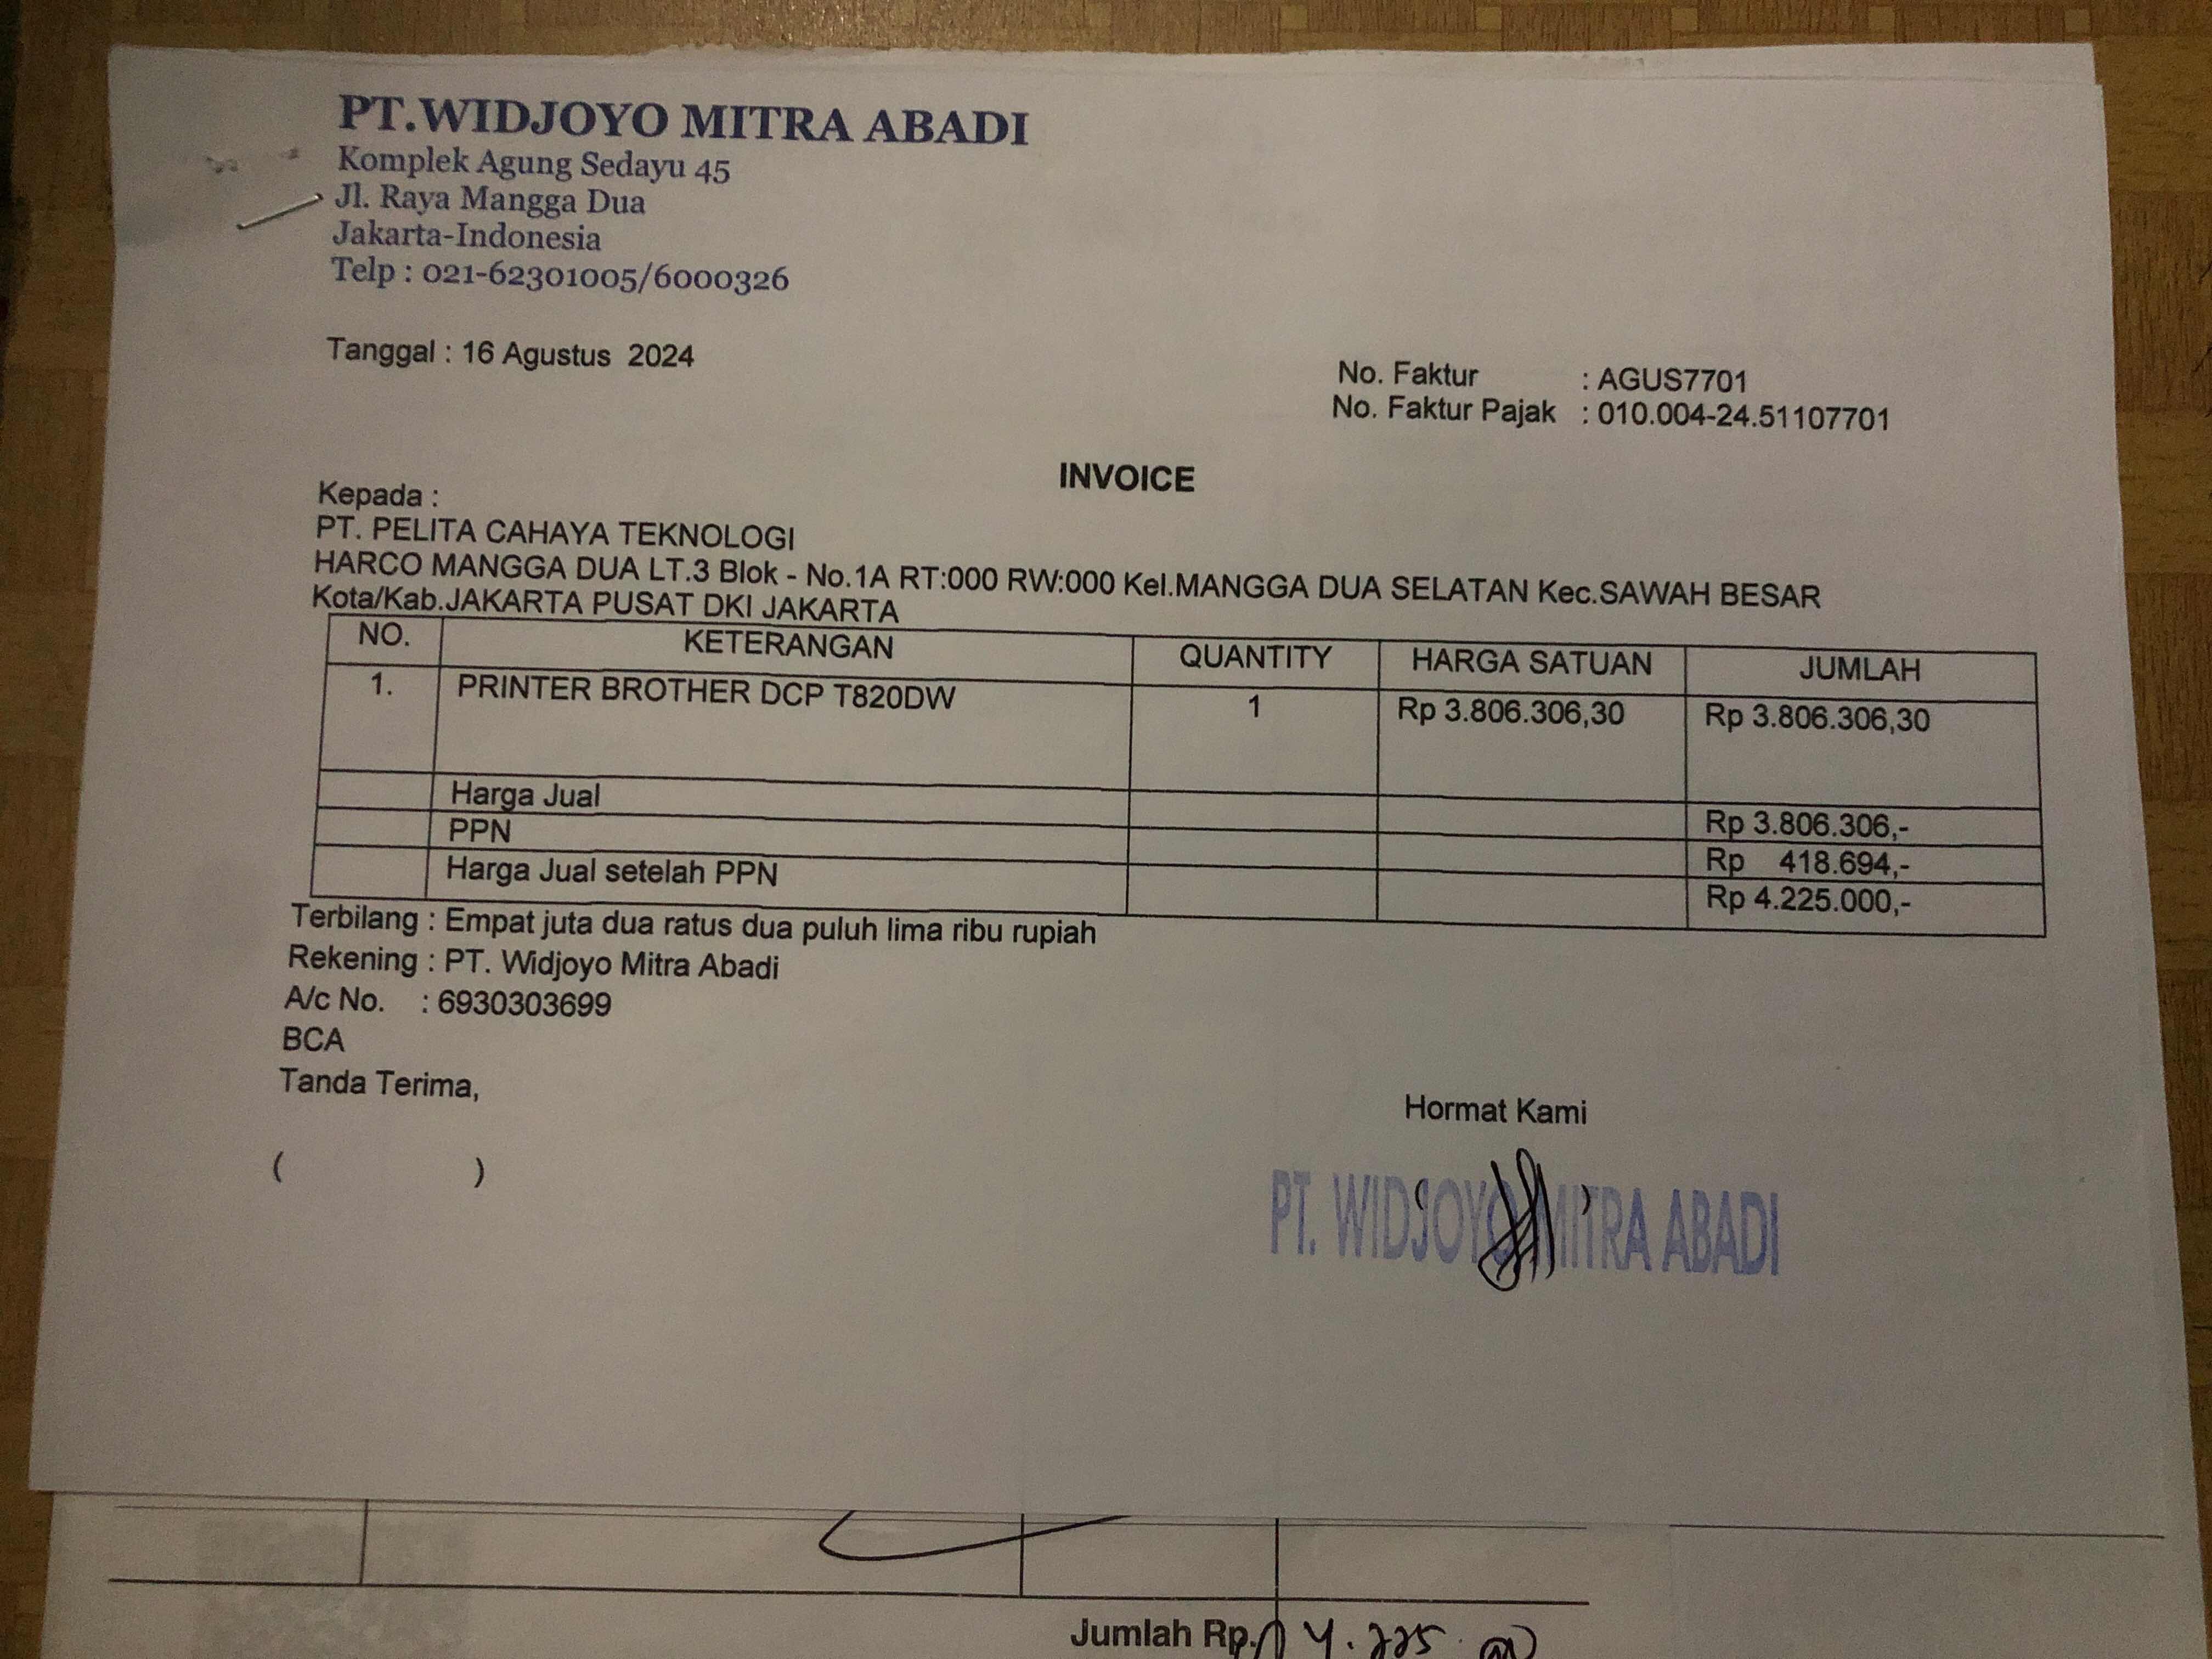 PT.WIDJOYO MITRA ABADI
Komplek Agung Sedayu 45
Jl. Raya Mangga Dua
Jakarta-Indonesia
Telp : 021-62301005/6000326
Tanggal : 16 Agustus 2024
No. Faktur : AGUS7701
No. Faktur Pajak : 010.004-24.51107701
INVOICE
Kepada :
PT. PELITA CAHAYA TEKNOLOGI
HARCO MANGGA DUA LT.3 Blok - No.1A RT:000 RW:000 Kel.MANGGA DUA SELATAN Kec.SAWAH BESAR
Kota/Kab.JAKARTA PUSAT DKI JAKARTA
NO. KETERANGAN QUANTITY HARGA SATUAN JUMLAH
1. PRINTER BROTHER DCP T820DW 1 Rp 3.806.306,30 Rp 3.806.306,30
Harga Jual Rp 3.806.306,-
PPN Rp 418.694,-
Harga Jual setelah PPN Rp 4.225.000,-
Terbilang : Empat juta dua ratus dua puluh lima ribu rupiah
Rekening : PT. Widjoyo Mitra Abadi
A/c No. : 6930303699
BCA
Tanda Terima,
Hormat Kami
( )
PT. WIDJOYO MITRA ABADI
Jumlah Rp. 4.225